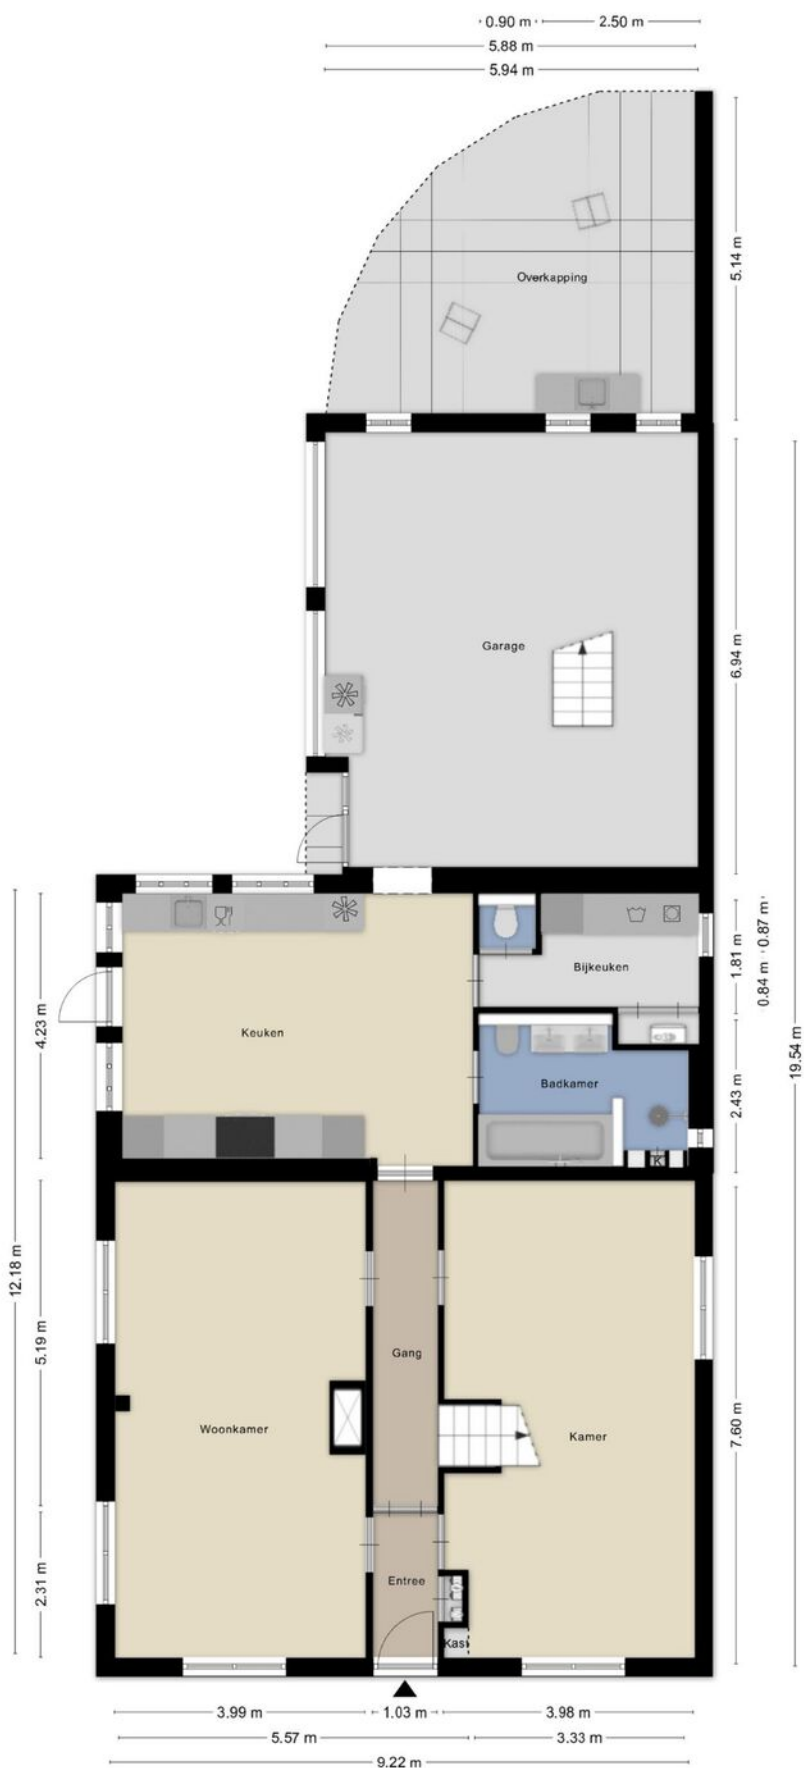 0.90 m
2.50 m
5.88 m
5.94 m
5.14 m
Overkapping
Garage
6.94 m
19.54 m
Bijkeuken
1.81 m
0.87 m
0.84 m
Keuken
4.23 m
Badkamer
2.43 m
K
12.18 m
5.19 m
Gang
Woonkamer
Kamer
7.60 m
2.31 m
Entree
Kast
3.99 m
1.03 m
3.98 m
5.57 m
3.33 m
9.22 m